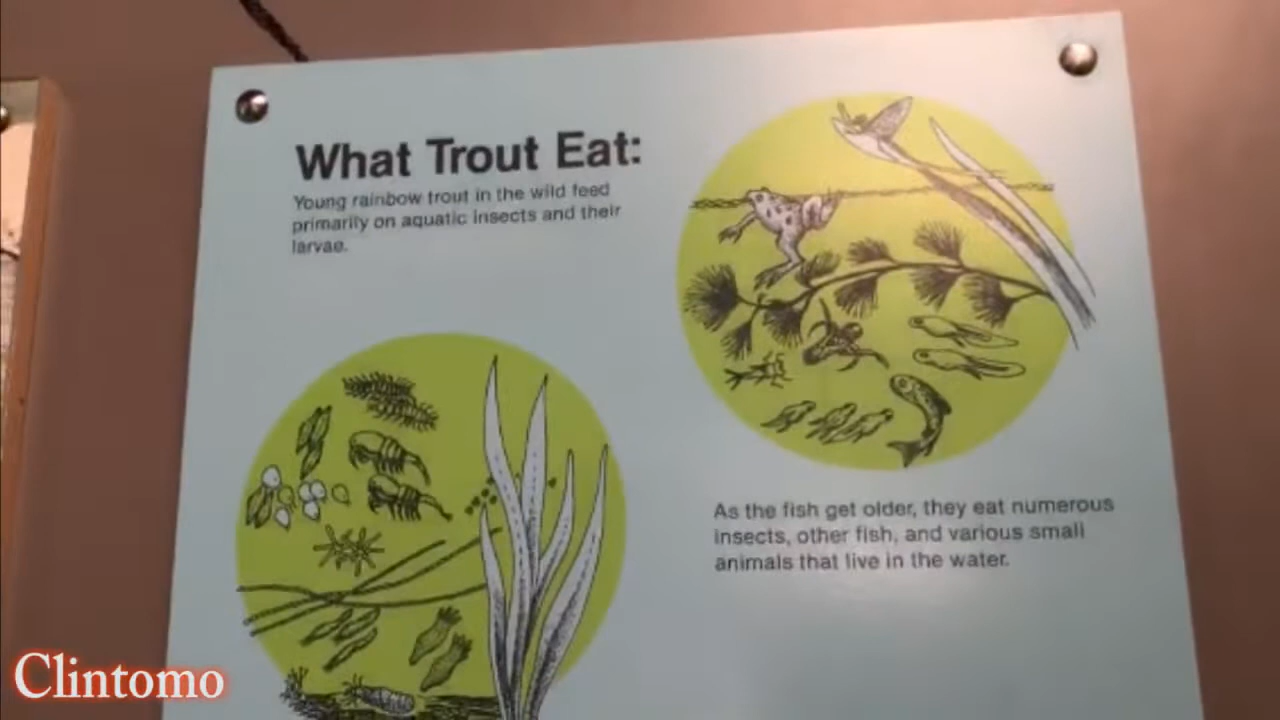 What Trout Eat:
Young rainbow trout in the wild feed
primarily on aquatic insects and their
larvae.
As the fish get older, they eat numerous
insects, other fish, and various small
animals that live in the water.
Clintomo